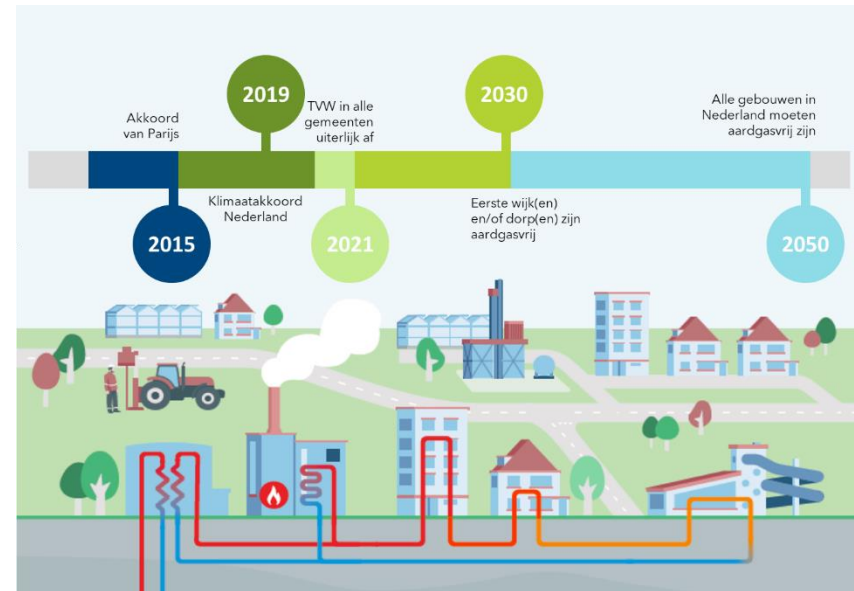 Akkoord
van Parijs
2015
2019
Klimaatakkoord
Nederland
TVW in alle
gemeenten
uiterlijk af
2021
2030
Eerste wijk(en)
en/of dorp(en) zijn
aardgasvrij
Alle gebouwen in
Nederland moeten
aardgasvrij zijn
2050